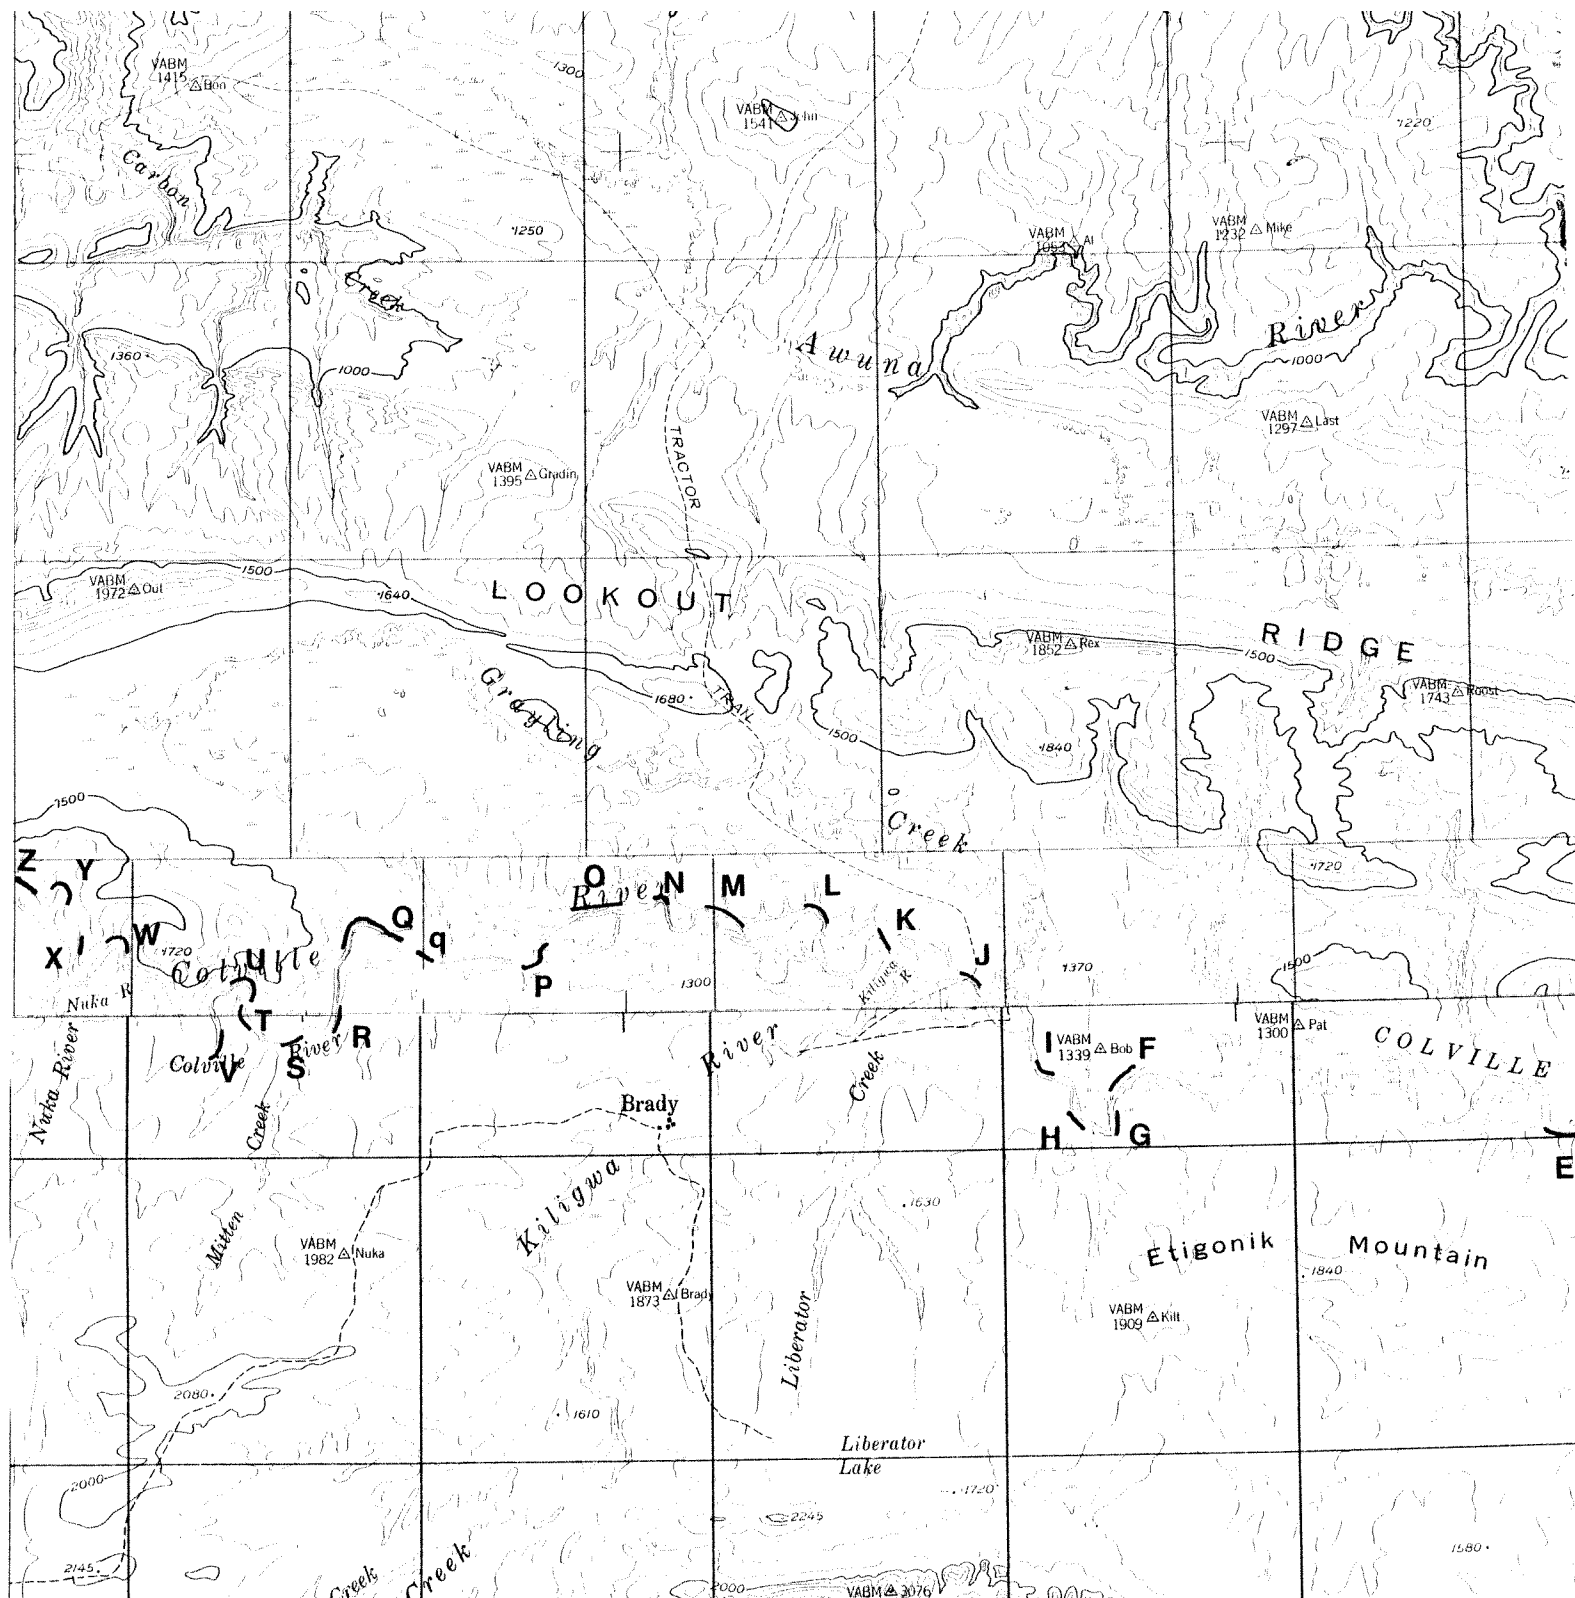 VABM
1415 Bon
1300
VABM
1541 John
1220
Carbon
1250
VABM
1053 Al
VABM
1232 Mike
Creek
River
Awuna
1360
1000
1000
VABM
1297 Last
VABM
1395 Gradin
TRACTOR
1500
VABM
1972 Out
1640
LOOKOUT
RIDGE
VABM
1852 Rex
1500
Grayling
1680
TRAIL
VABM
1743 Roost
1500
1840
1500
Creek
1720
Z
Y
O
River
N
M
L
Q
K
W
q
X
1720
U
Colville
J
P
1300
Kiligwa
R
1370
1500
Nuka R
T
R
I
VABM
1339 Bob
F
VABM
1300 Pat
COLVILLE
Nuka River
Colville
River
V
S
River
Creek
Creek
Brady
H
G
E
Kiligwa
1630
Mitten
VABM
1982 Nuka
Etigonik Mountain
1840
VABM
1873 Brady
Liberator
VABM
1909 Kilt
2080
1610
Liberator
Lake
2000
1720
2245
2145
1580
Creek
Creek
2000
VABM 3076